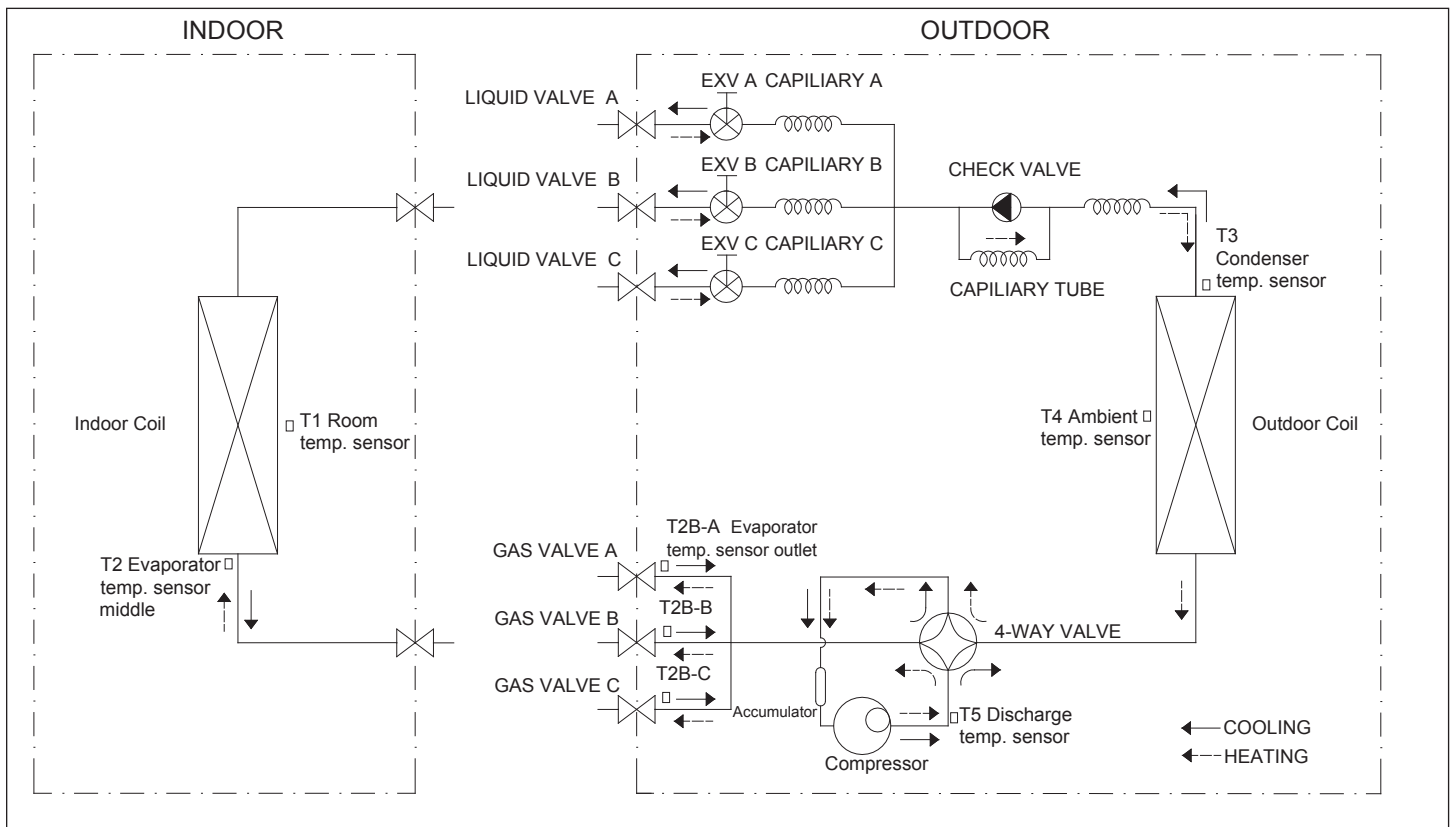 INDOOR
OUTDOOR
LIQUID VALVE A
EXV A CAPILIARY A
LIQUID VALVE B
EXV B CAPILIARY B
LIQUID VALVE C
EXV C CAPILIARY C
CHECK VALVE
CAPILIARY TUBE
T3
Condenser
temp. sensor
Indoor Coil
T1 Room
temp. sensor
T4 Ambient
temp. sensor
Outdoor Coil
T2 Evaporator
temp. sensor
middle
GAS VALVE A
T2B-A Evaporator
temp. sensor outlet
GAS VALVE B
T2B-B
GAS VALVE C
T2B-C
4-WAY VALVE
Accumulator
Compressor
T5 Discharge
temp. sensor
COOLING
HEATING